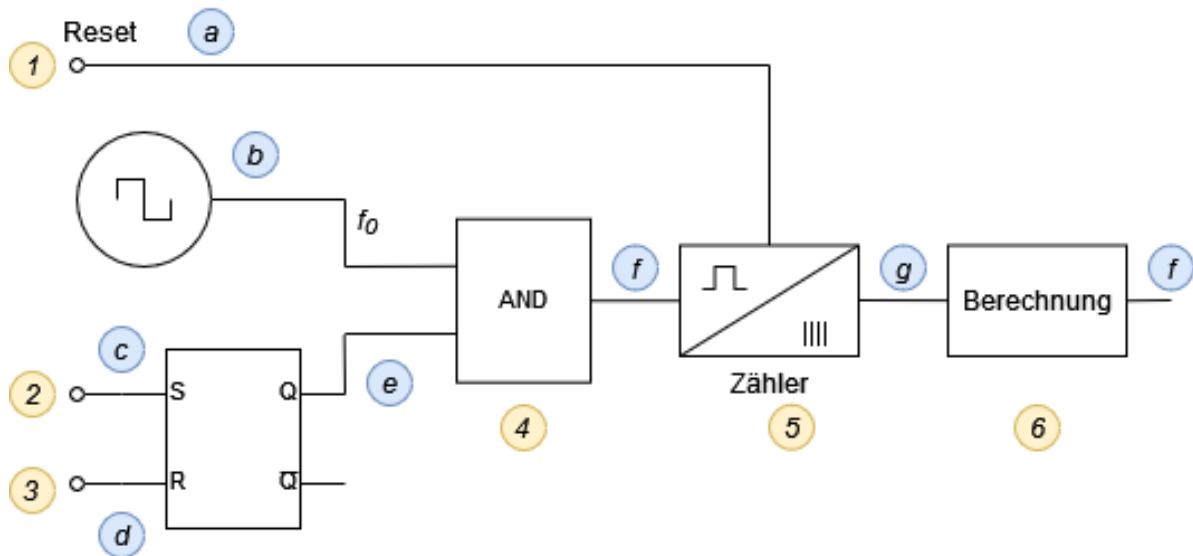 Reset
a
1
b
f0
f
g
f
AND
Berechnung
c
2
S
Q
e
Zähler
4
5
6
3
R
Q̅
d